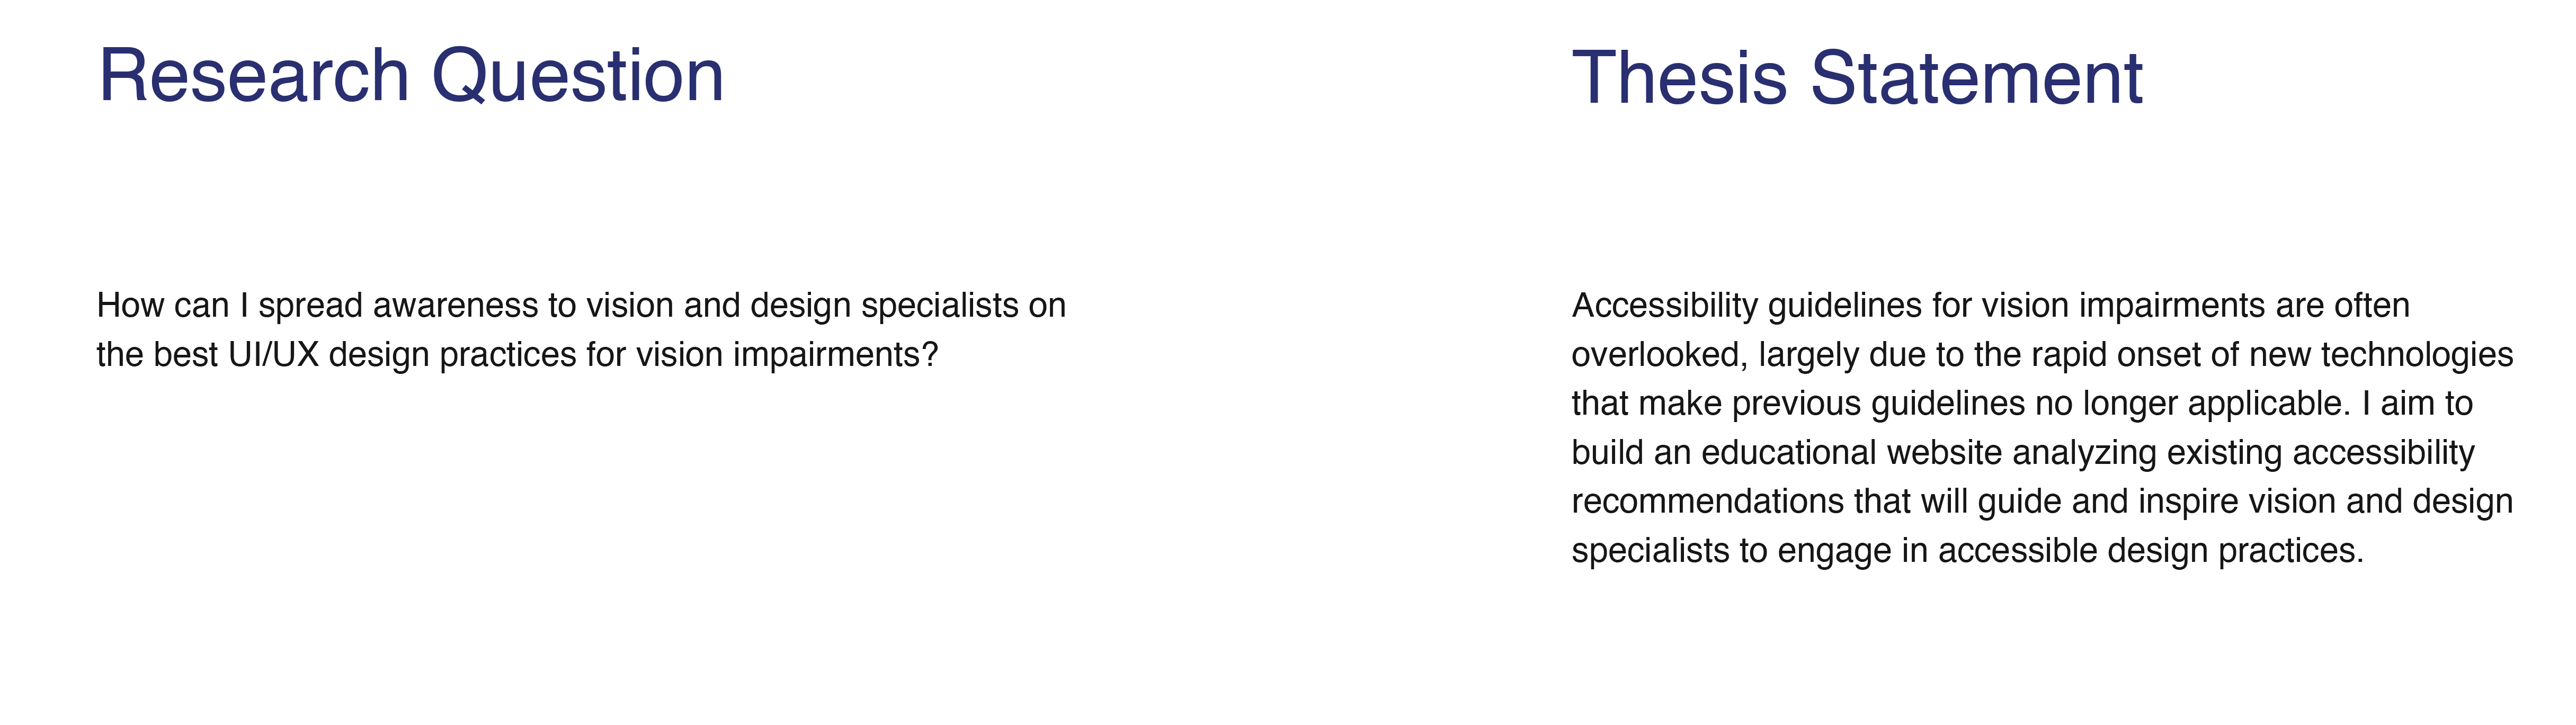 Research Question
How can I spread awareness to vision and design specialists on
the best UI/UX design practices for vision impairments?
Thesis Statement
Accessibility guidelines for vision impairments are often
overlooked, largely due to the rapid onset of new technologies
that make previous guidelines no longer applicable. I aim to
build an educational website analyzing existing accessibility
recommendations that will guide and inspire vision and design
specialists to engage in accessible design practices.